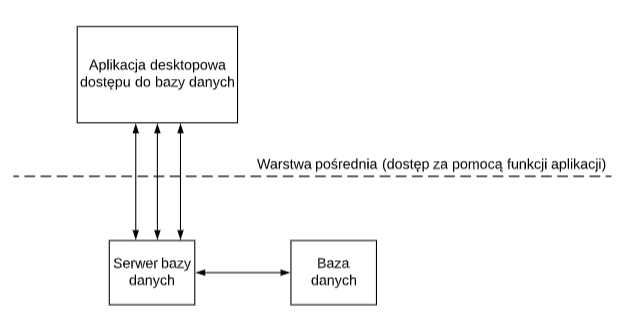 Aplikacja desktopowa
dostępu do bazy danych
Warstwa pośrednia (dostęp za pomocą funkcji aplikacji)
Serwer bazy
danych
Baza
danych